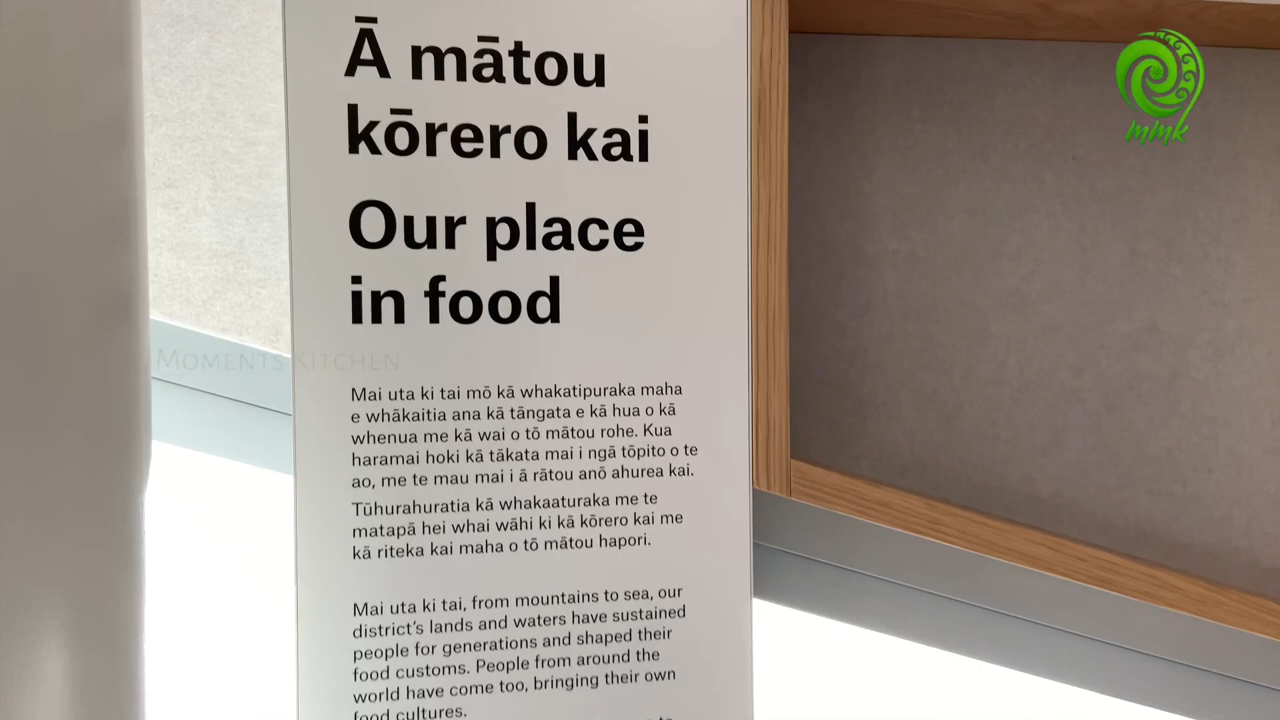 Ā mātou
kōrero kai
Our place
in food
Moments Kitchen
Mai uta ki tai mō kā whakatipuraka maha
e whākaitia ana kā tāngata e kā hua o kā
whenua me kā wai o tō mātou rohe. Kua
haramai hoki kā tākata mai i ngā tōpito o te
ao, me te mau mai i ā rātou anō ahurea kai.
Tūhurahuratia kā whakaaturaka me te
matapā hei whai wāhi ki kā kōrero kai me
kā riteka kai maha o tō mātou hapori.
Mai uta ki tai, from mountains to sea, our
district's lands and waters have sustained
people for generations and shaped their
food customs. People from around the
world have come too, bringing their own
food cultures.
mmk